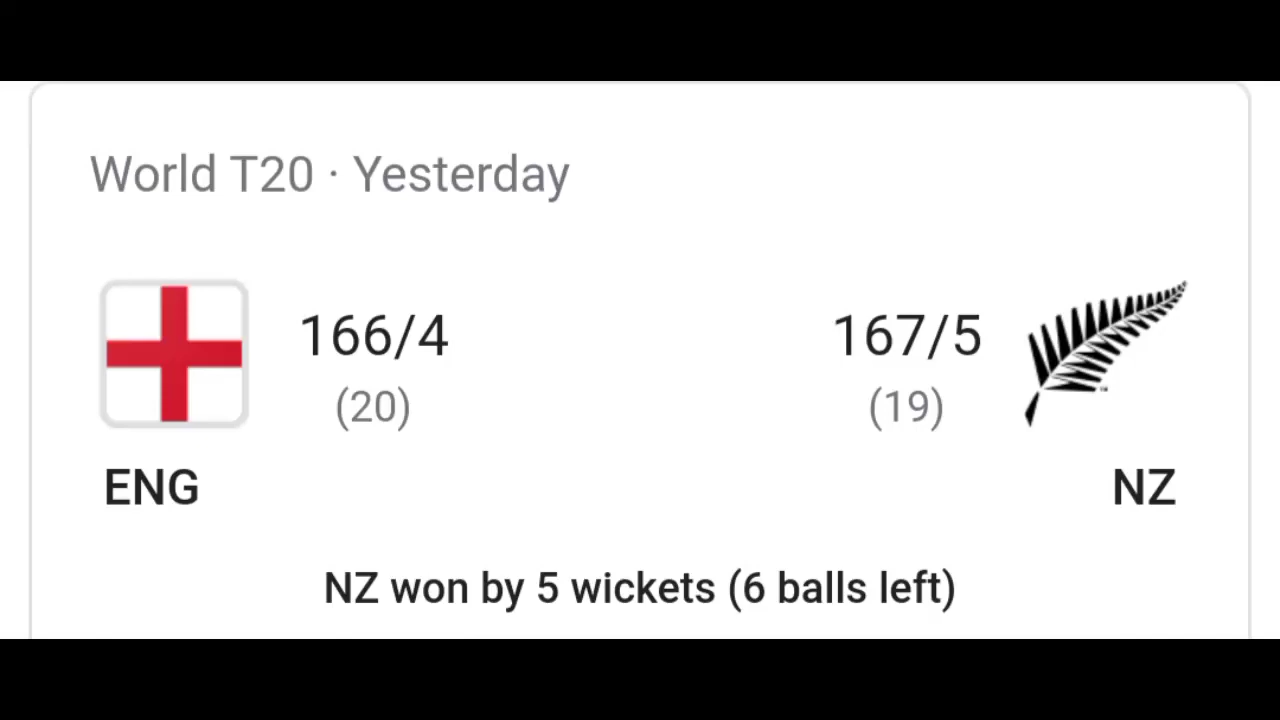 World T20 · Yesterday
166/4 167/5
(20) (19)
ENG NZ
NZ won by 5 wickets (6 balls left)